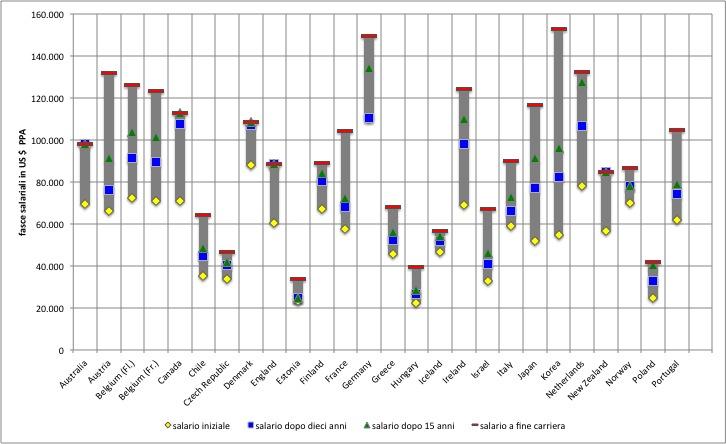 fasce salariali in US $ PPA
160.000
140.000
120.000
100.000
80.000
60.000
40.000
20.000
0
Australia
Austria
Belgium (Fl.)
Belgium (Fr.)
Canada
Chile
Czech Republic
Denmark
England
Estonia
Finland
France
Germany
Greece
Hungary
Iceland
Ireland
Israel
Italy
Japan
Korea
Netherlands
New Zealand
Norway
Poland
Portugal
salario iniziale salario dopo dieci anni salario dopo 15 anni salario a fine carriera